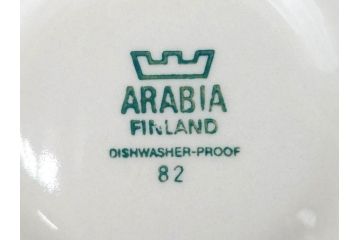 ARABIA
FINLAND
DISHWASHER-PROOF
82